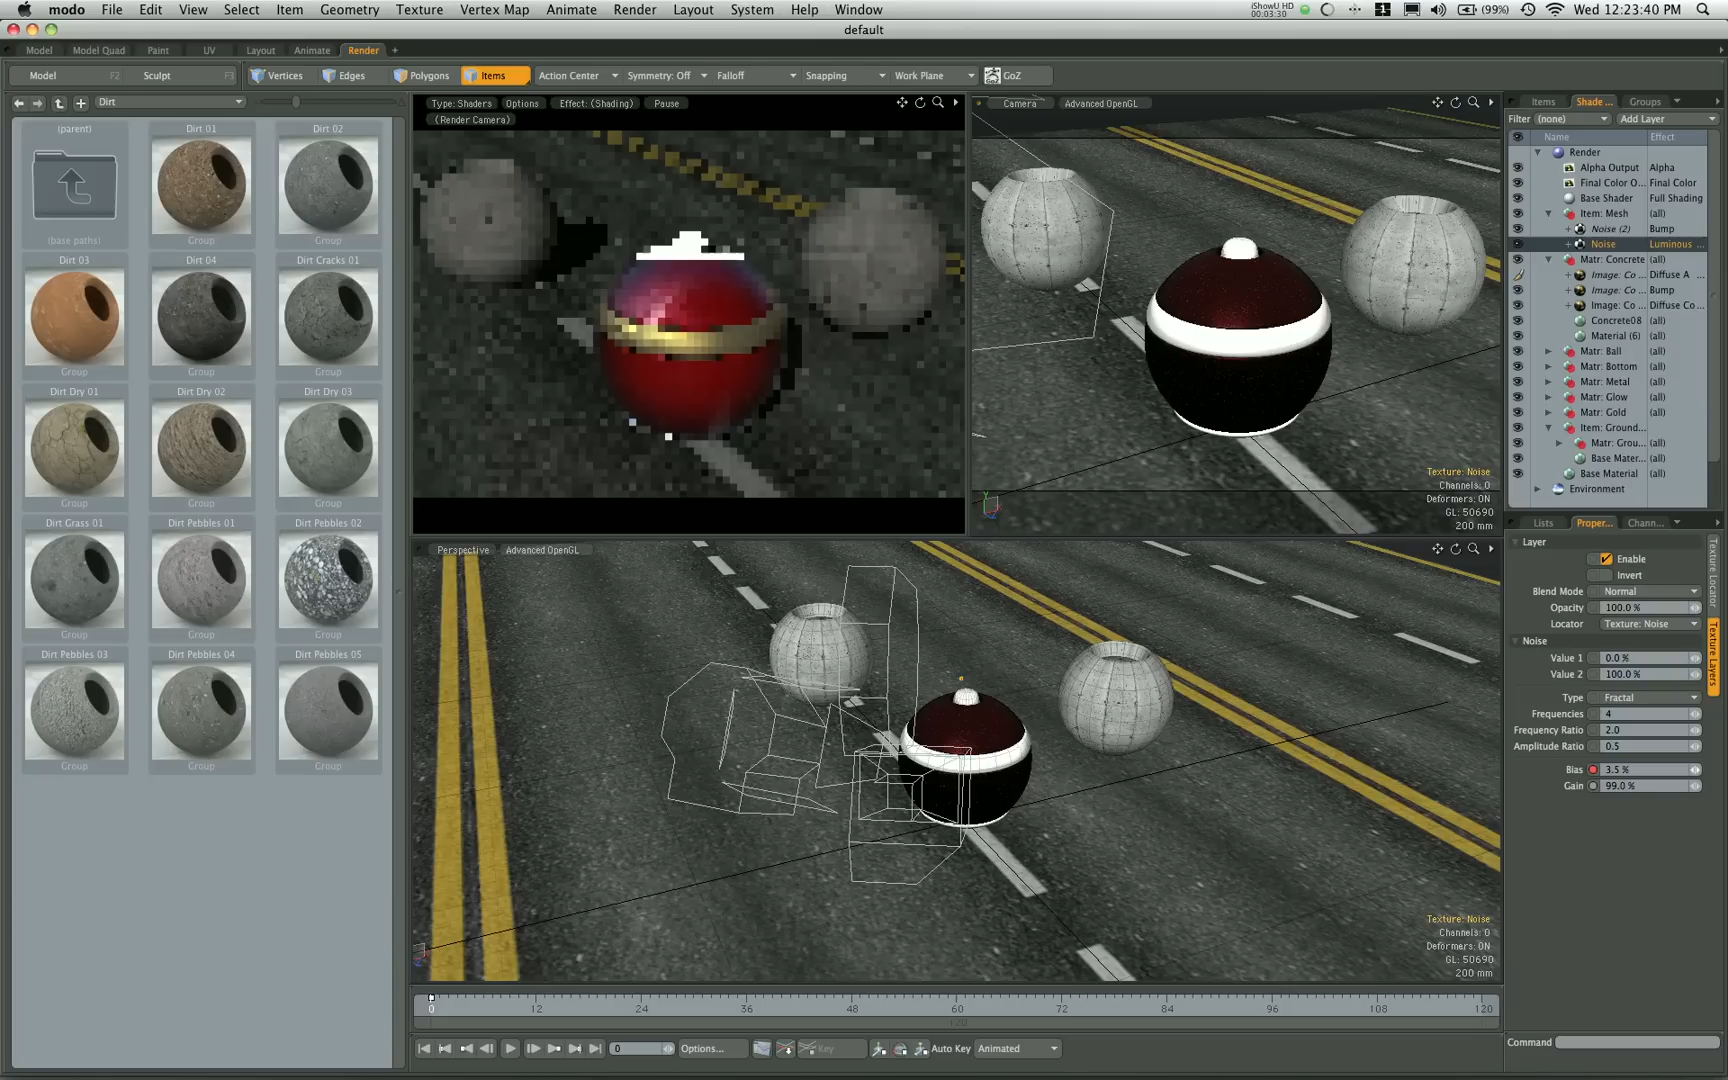 modo File Edit View Select Item Geometry Texture Vertex Map Animate Render Layout System Help Window iShowU HD 00:03:30 1 (99%) Wed 12:23:40 PM
default
Model Model Quad Paint UV Layout Animate Render +
Model F2 Sculpt F3 Vertices Edges Polygons Items Action Center Symmetry: Off Falloff Snapping Work Plane GoZ
Dirt
(parent) Dirt 01 Dirt 02
(base paths) Group Group
Dirt 03 Dirt 04 Dirt Cracks 01
Group Group Group
Dirt Dry 01 Dirt Dry 02 Dirt Dry 03
Group Group Group
Dirt Grass 01 Dirt Pebbles 01 Dirt Pebbles 02
Group Group Group
Dirt Pebbles 03 Dirt Pebbles 04 Dirt Pebbles 05
Group Group Group
Type: Shaders Options Effect: (Shading) Pause
(Render Camera)
Camera Advanced OpenGL
Texture: Noise
Channels: 0
Deformers: ON
GL: 50690
200 mm
Perspective Advanced OpenGL
Texture: Noise
Channels: 0
Deformers: ON
GL: 50690
200 mm
0 12 24 36 48 60 72 84 96 108 120
120
0 Options... Key Auto Key Animated
Items Shade ... Groups
Filter (none) Add Layer
Name Effect
Render
Alpha Output Alpha
Final Color O... Final Color
Base Shader Full Shading
Item: Mesh (all)
Noise (2) Bump
Noise Luminous ...
Matr: Concrete (all)
Image: Co ... Diffuse A ...
Image: Co ... Bump
Image: Co ... Diffuse Co ...
Concrete08 (all)
Material (6) (all)
Matr: Ball (all)
Matr: Bottom (all)
Matr: Metal (all)
Matr: Glow (all)
Matr: Gold (all)
Item: Ground... (all)
Matr: Grou... (all)
Base Mater... (all)
Base Material (all)
Environment
Lists Proper... Chann...
Layer
Enable
Invert
Blend Mode Normal
Opacity 100.0 %
Locator Texture: Noise
Noise
Value 1 0.0 %
Value 2 100.0 %
Type Fractal
Frequencies 4
Frequency Ratio 2.0
Amplitude Ratio 0.5
Bias 3.5 %
Gain 99.0 %
Texture Locator
Texture Layers
Command